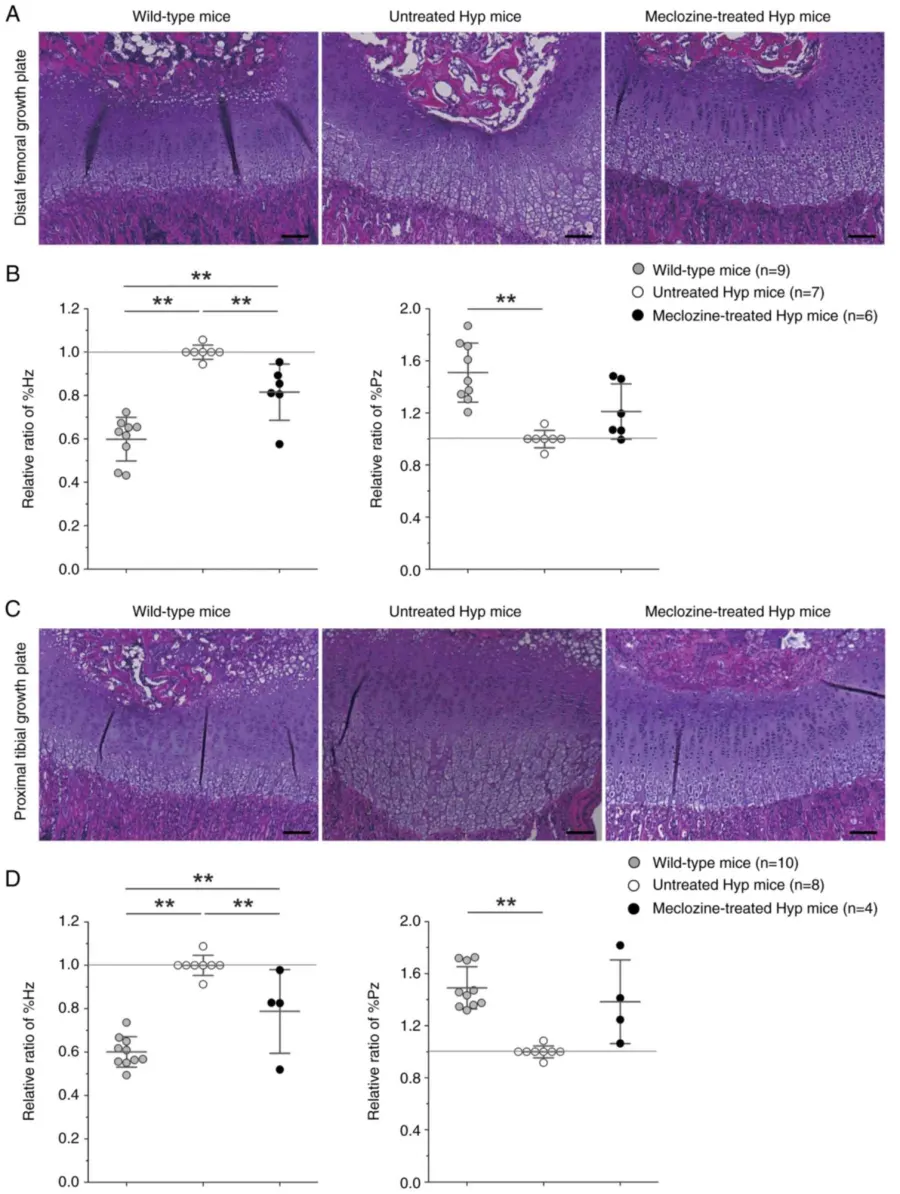 A
Wild-type mice
Untreated Hyp mice
Meclozine-treated Hyp mice
Distal femoral growth plate
B
Wild-type mice (n=9)
Untreated Hyp mice (n=7)
Meclozine-treated Hyp mice (n=6)
**
** **
1.2
1.0
0.8
0.6
0.4
0.2
0.0
Relative ratio of %Hz
**
2.0
1.6
1.2
0.8
0.4
0.0
Relative ratio of %Pz
C
Wild-type mice
Untreated Hyp mice
Meclozine-treated Hyp mice
Proximal tibial growth plate
D
Wild-type mice (n=10)
Untreated Hyp mice (n=8)
Meclozine-treated Hyp mice (n=4)
**
** **
1.2
1.0
0.8
0.6
0.4
0.2
0.0
Relative ratio of %Hz
**
2.0
1.6
1.2
0.8
0.4
0.0
Relative ratio of %Pz